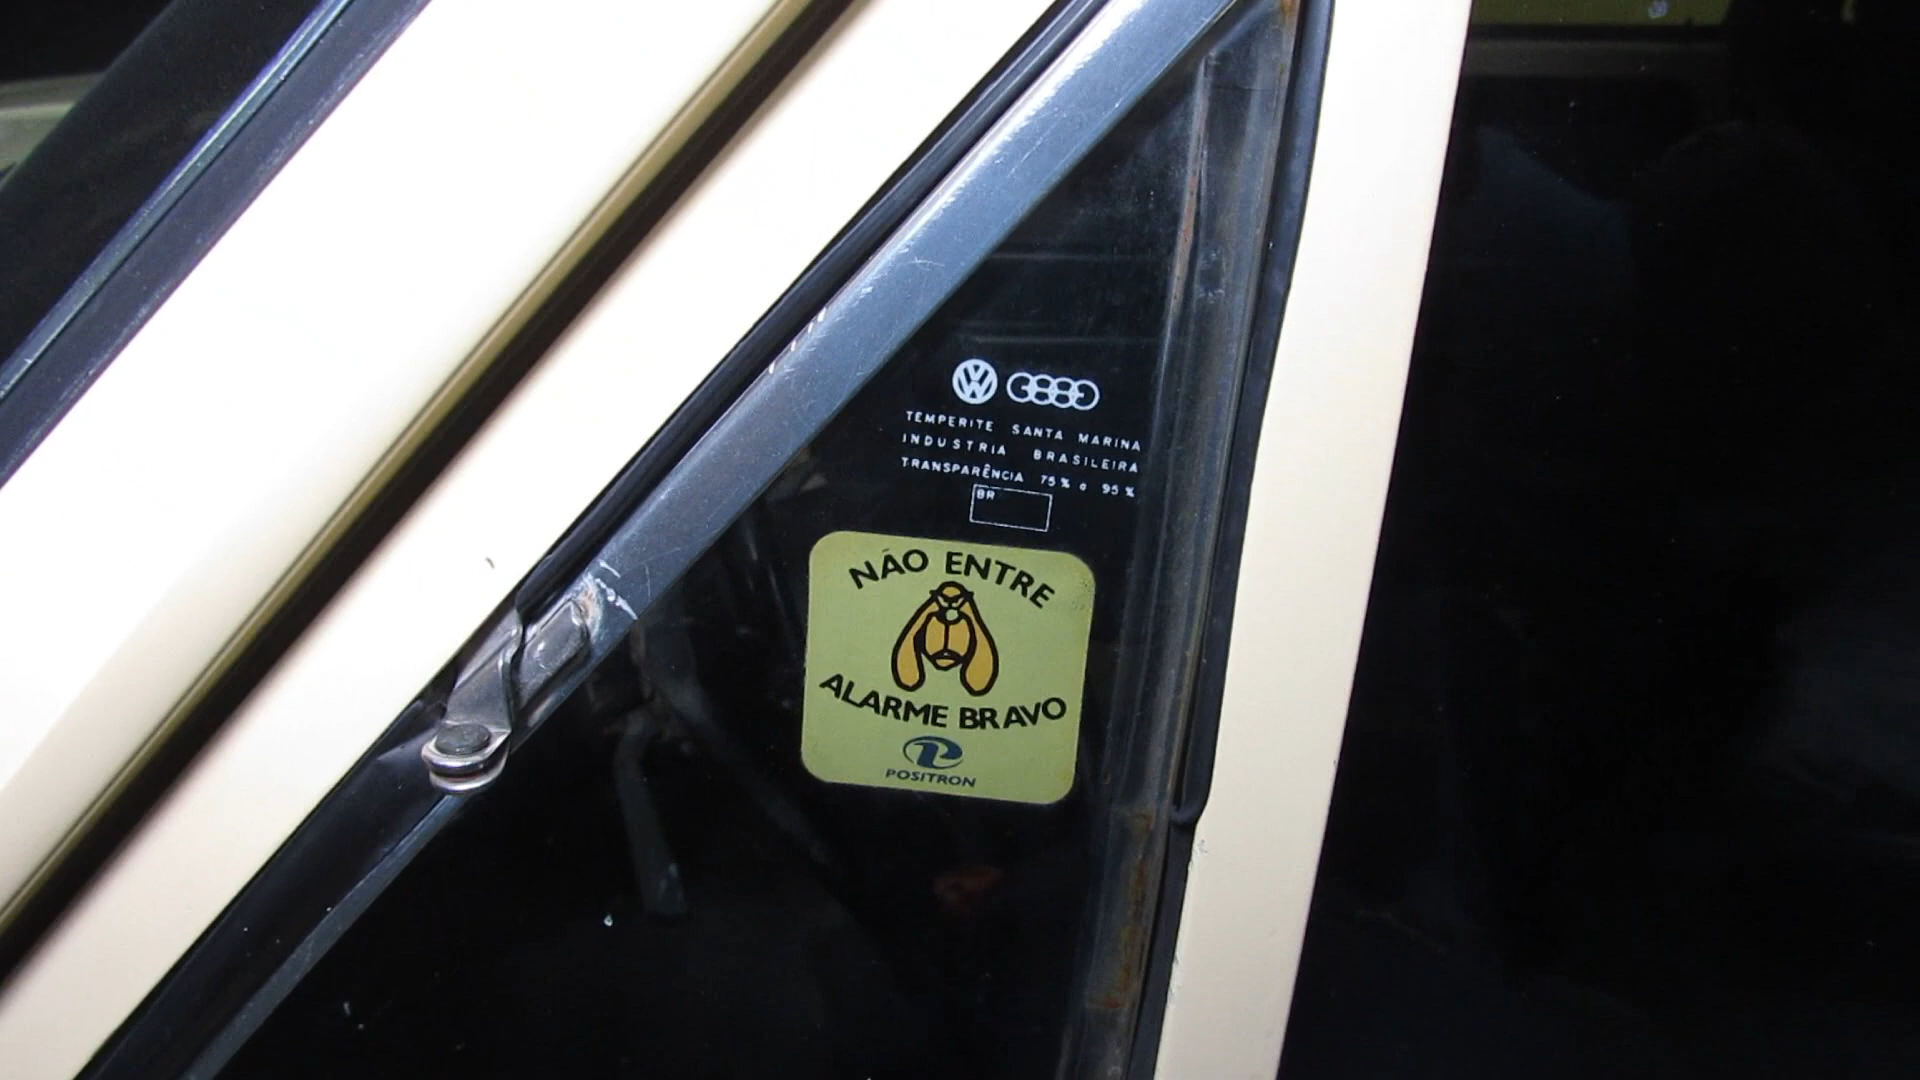 TEMPERITE SANTA MARINA
INDUSTRIA BRASILEIRA
TRANSPARÊNCIA 75% e 95%
BR
NÃO ENTRE
ALARME BRAVO
POSITRON